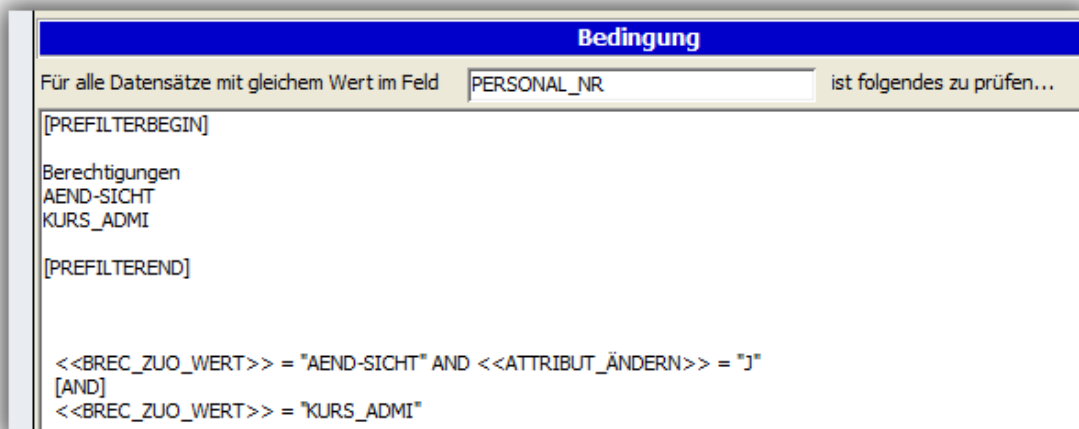 Bedingung
Für alle Datensätze mit gleichem Wert im Feld PERSONAL_NR ist folgendes zu prüfen...
[PREFILTERBEGIN]
Berechtigungen
AEND-SICHT
KURS_ADMI
[PREFILTEREND]
<<BREC_ZUO_WERT>> = "AEND-SICHT" AND <<ATTRIBUT_ÄNDERN>> = "J"
[AND]
<<BREC_ZUO_WERT>> = "KURS_ADMI"